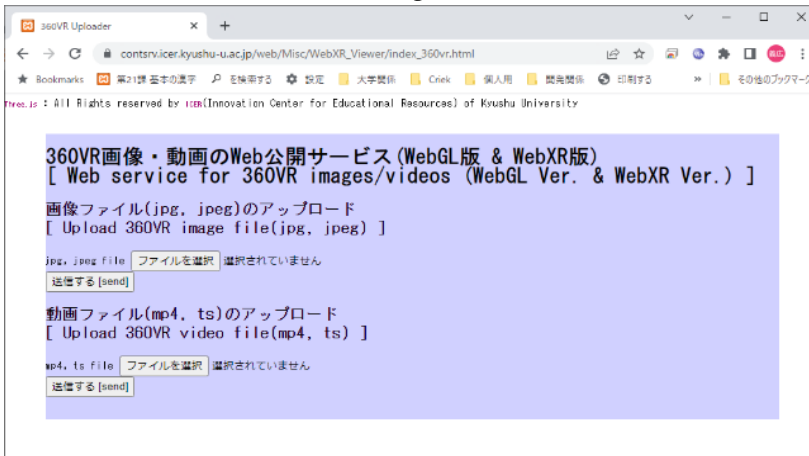 360VR Uploader
contsrv.icer.kyushu-u.ac.jp/web/Misc/WebXR_Viewer/index_360vr.html
Bookmarks 第21課 基本の漢字 を検索する 設定 大学関係 Criek 個人用 開発関係 印刷する » その他のブックマーク
Three.js : All Rights reserved by ICER(Innovation Center for Educational Resources) of Kyushu University
360VR画像・動画のWeb公開サービス(WebGL版 & WebXR版)
[ Web service for 360VR images/videos (WebGL Ver. & WebXR Ver.) ]
画像ファイル(jpg, jpeg)のアップロード
[ Upload 360VR image file(jpg, jpeg) ]
jpg, jpeg file ファイルを選択 選択されていません
送信する [send]
動画ファイル(mp4, ts)のアップロード
[ Upload 360VR video file(mp4, ts) ]
mp4, ts file ファイルを選択 選択されていません
送信する [send]